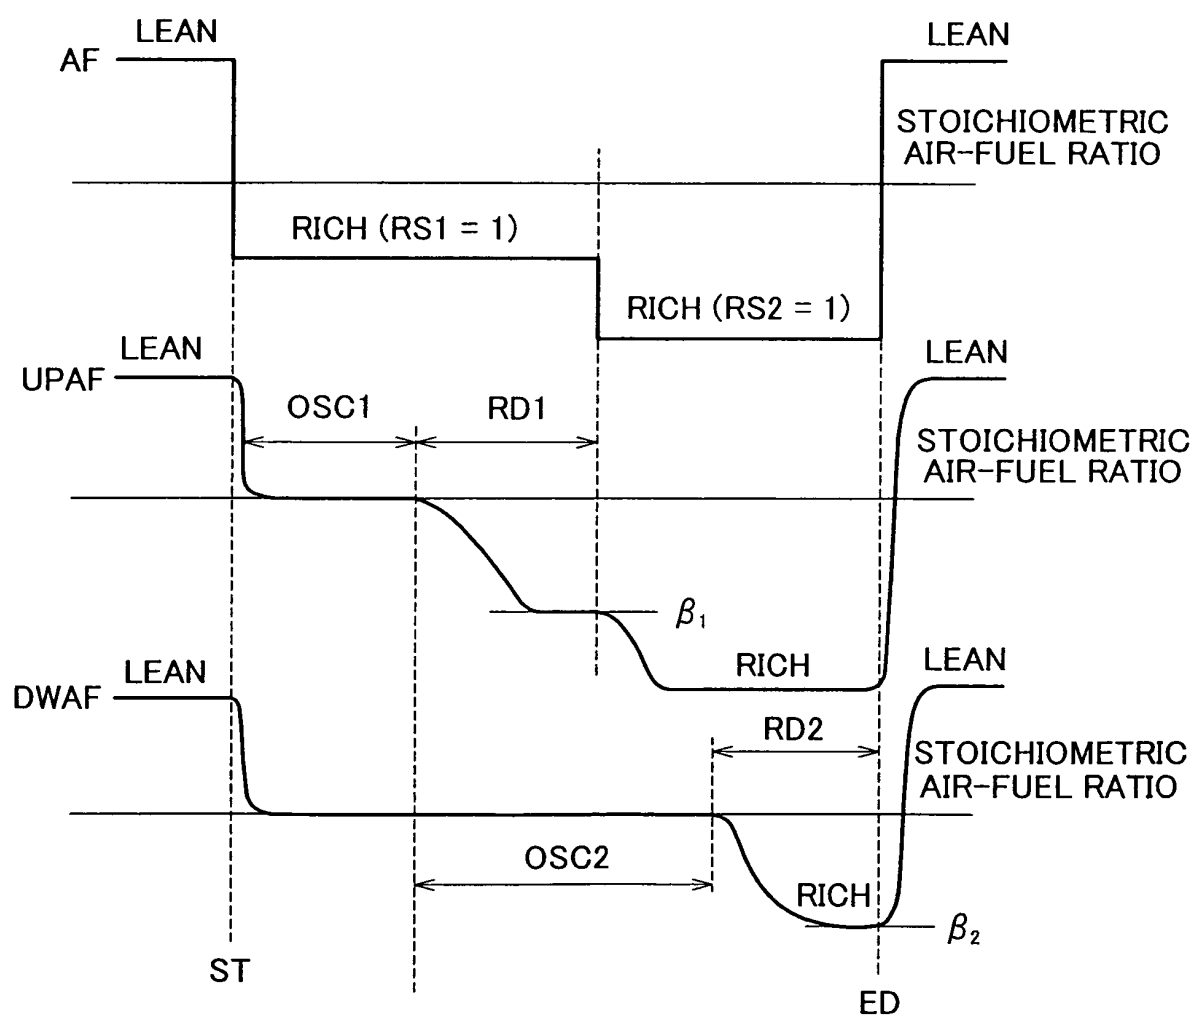 LEAN
LEAN
AF
STOICHIOMETRIC
AIR-FUEL RATIO
RICH (RS1 = 1)
RICH (RS2 = 1)
LEAN
LEAN
UPAF
OSC1
RD1
STOICHIOMETRIC
AIR-FUEL RATIO
β1
LEAN
RICH
LEAN
DWAF
RD2
STOICHIOMETRIC
AIR-FUEL RATIO
OSC2
RICH
β2
ST
ED